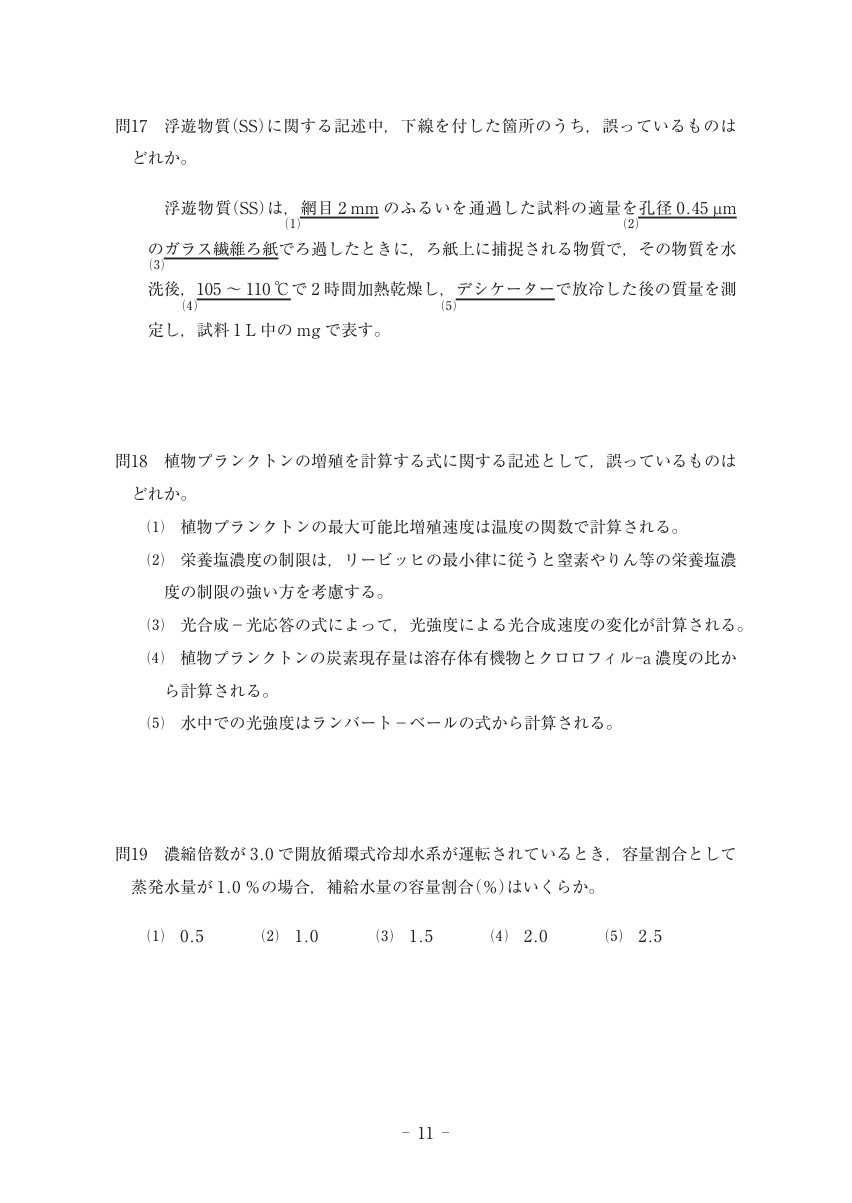 問17 浮遊物質(SS)に関する記述中，下線を付した箇所のうち，誤っているものは
どれか。
浮遊物質(SS)は，網目 2 mm のふるいを通過した試料の適量を孔径 0.45 μm
(1) (2)
のガラス繊維ろ紙でろ過したときに，ろ紙上に捕捉される物質で，その物質を水
(3)
洗後，105 〜 110 ℃で 2 時間加熱乾燥し，デシケーターで放冷した後の質量を測
(4) (5)
定し，試料 1 L 中の mg で表す。
問18 植物プランクトンの増殖を計算する式に関する記述として，誤っているものは
どれか。
(1) 植物プランクトンの最大可能比増殖速度は温度の関数で計算される。
(2) 栄養塩濃度の制限は，リービッヒの最小律に従うと窒素やりん等の栄養塩濃
度の制限の強い方を考慮する。
(3) 光合成－光応答の式によって，光強度による光合成速度の変化が計算される。
(4) 植物プランクトンの炭素現存量は溶存体有機物とクロロフィル-a 濃度の比か
ら計算される。
(5) 水中での光強度はランバート－ベールの式から計算される。
問19 濃縮倍数が 3.0 で開放循環式冷却水系が運転されているとき，容量割合として
蒸発水量が 1.0 ％の場合，補給水量の容量割合(％)はいくらか。
(1) 0.5 (2) 1.0 (3) 1.5 (4) 2.0 (5) 2.5
- 11 -